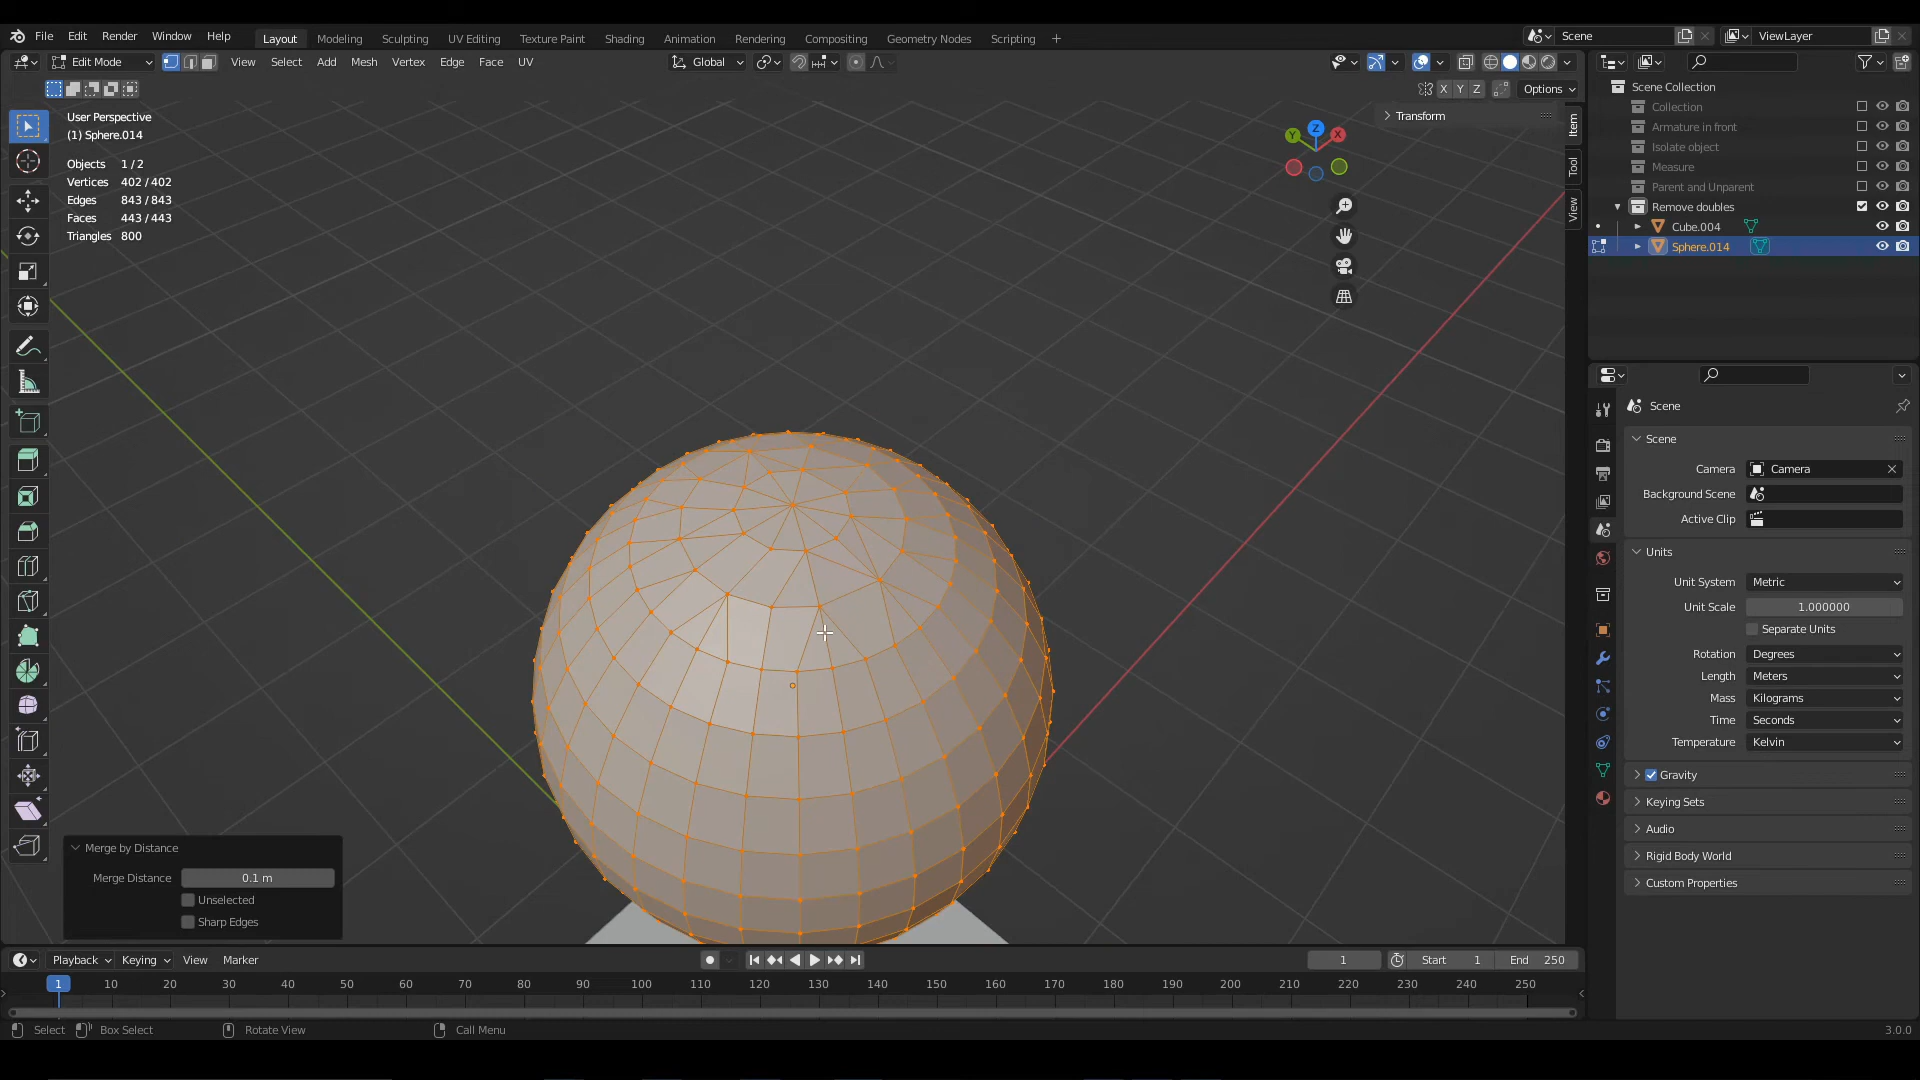 File Edit Render Window Help Layout Modeling Sculpting UV Editing Texture Paint Shading Animation Rendering Compositing Geometry Nodes Scripting + Scene ViewLayer
Edit Mode View Select Add Mesh Vertex Edge Face UV Global
X Y Z Options
User Perspective
(1) Sphere.014
Objects 1 / 2
Vertices 402 / 402
Edges 843 / 843
Faces 443 / 443
Triangles 800
Transform
Item
Tool
View
Z
Y
X
Merge by Distance
Merge Distance 0.1 m
Unselected
Sharp Edges
Scene Collection
Collection
Armature in front
Isolate object
Measure
Parent and Unparent
Remove doubles
Cube.004
Sphere.014
Scene
Scene
Camera Camera
Background Scene
Active Clip
Units
Unit System Metric
Unit Scale 1.000000
Separate Units
Rotation Degrees
Length Meters
Mass Kilograms
Time Seconds
Temperature Kelvin
Gravity
Keying Sets
Audio
Rigid Body World
Custom Properties
Playback Keying View Marker 1 Start 1 End 250
1 10 20 30 40 50 60 70 80 90 100 110 120 130 140 150 160 170 180 190 200 210 220 230 240 250
Select Box Select Rotate View Call Menu 3.0.0